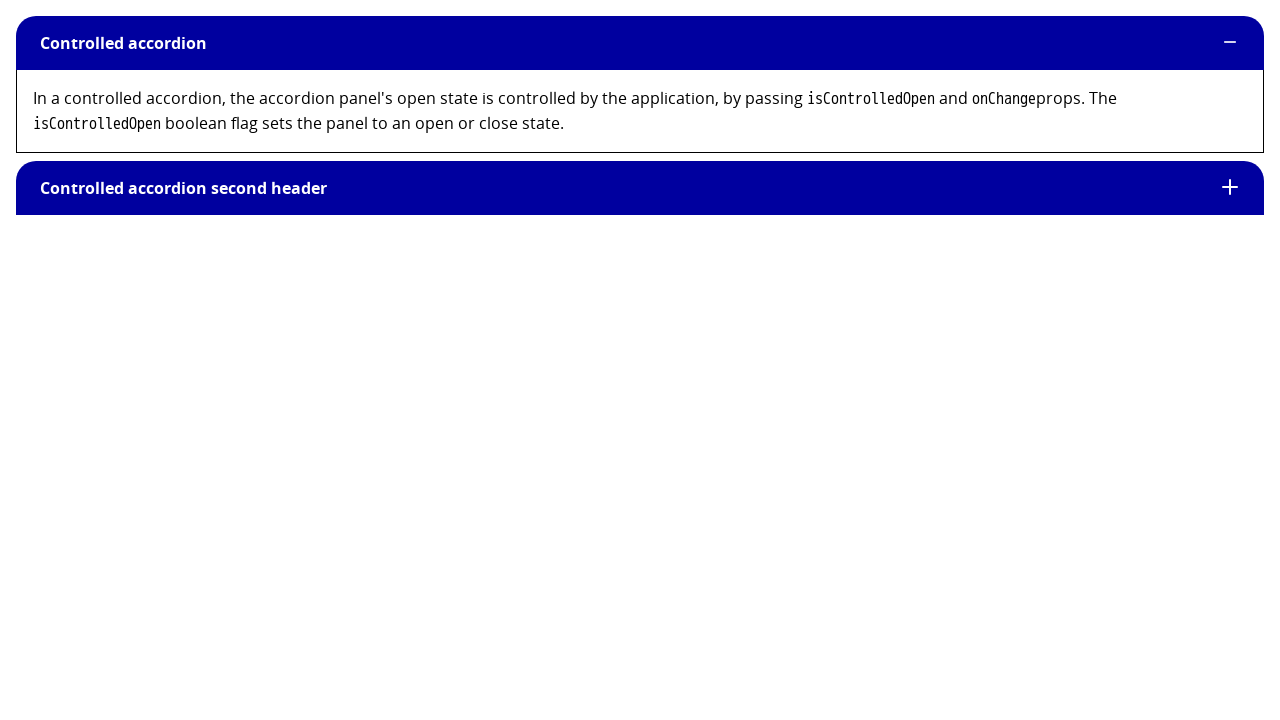 Controlled accordion
In a controlled accordion, the accordion panel's open state is controlled by the application, by passing isControlledOpen and onChangeprops. The
isControlledOpen boolean flag sets the panel to an open or close state.
Controlled accordion second header